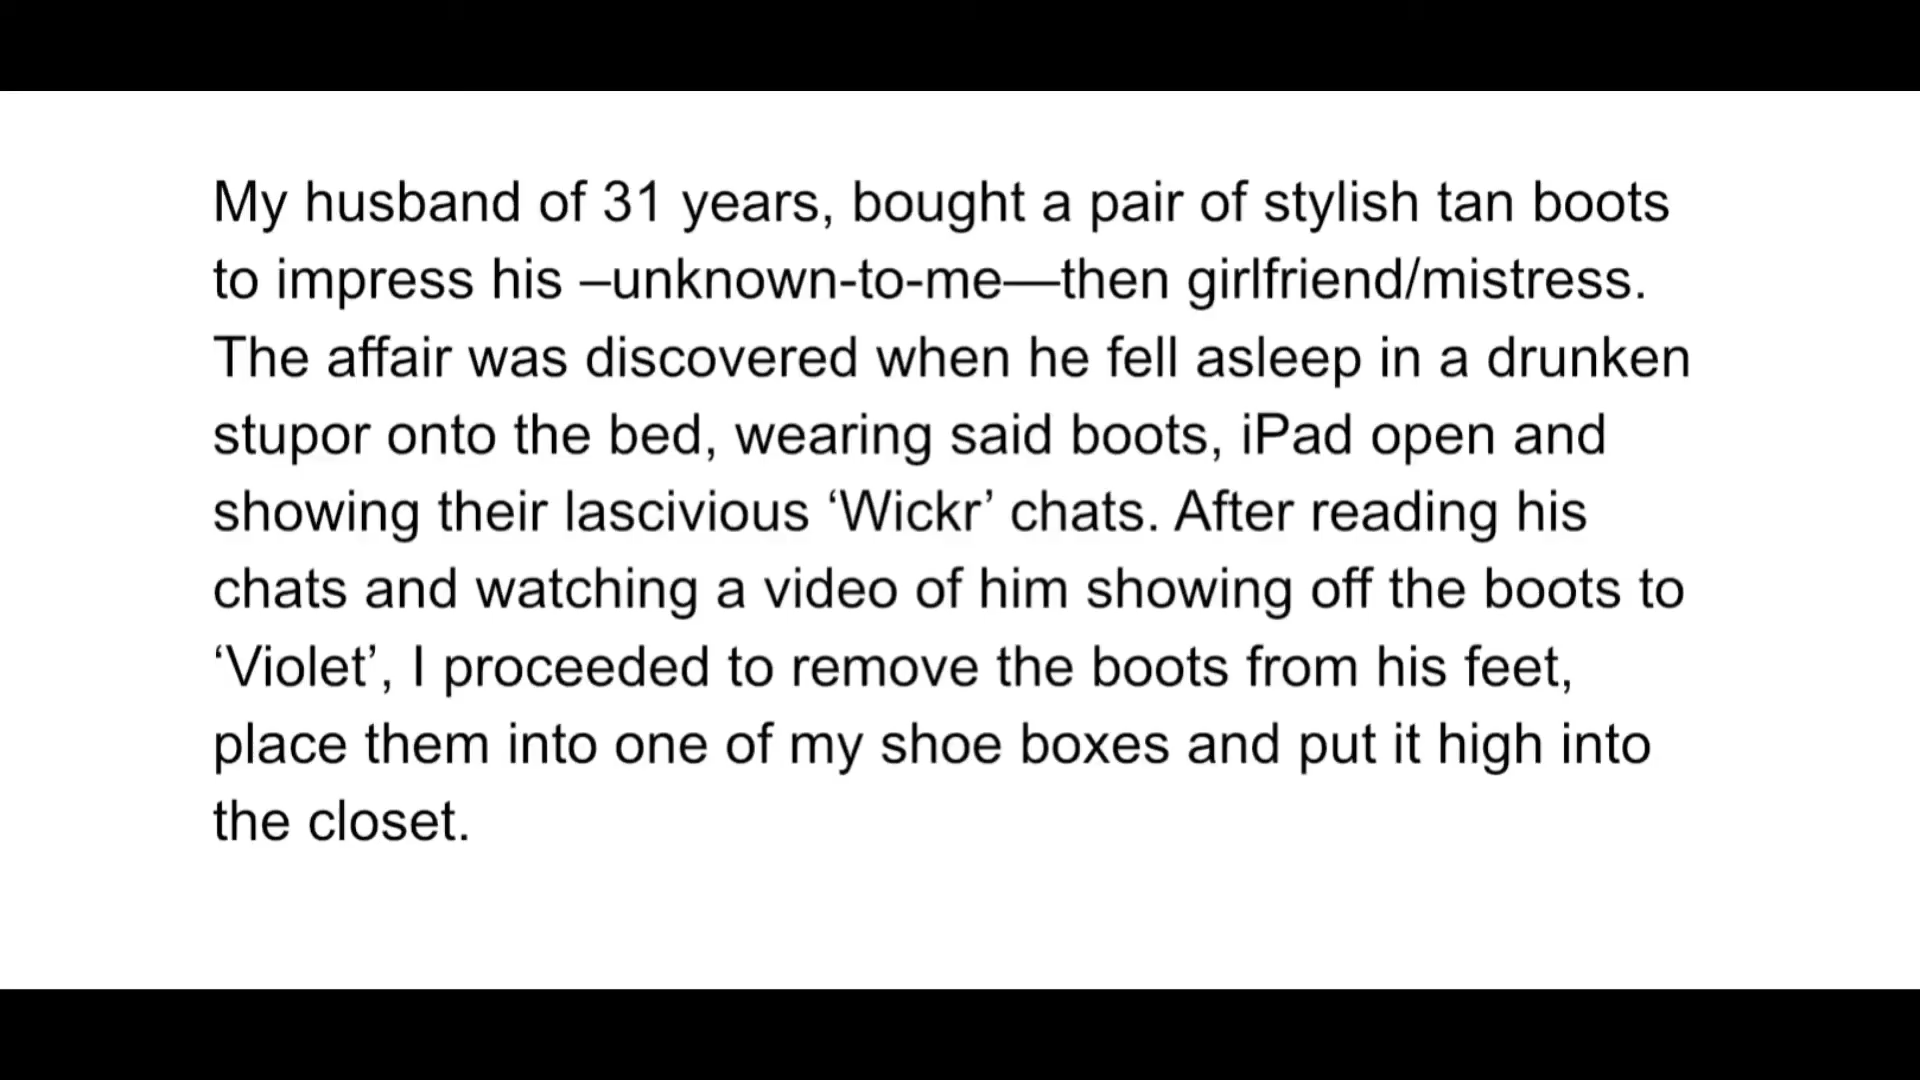 My husband of 31 years, bought a pair of stylish tan boots
to impress his –unknown-to-me—then girlfriend/mistress.
The affair was discovered when he fell asleep in a drunken
stupor onto the bed, wearing said boots, iPad open and
showing their lascivious ‘Wickr’ chats. After reading his
chats and watching a video of him showing off the boots to
‘Violet’, I proceeded to remove the boots from his feet,
place them into one of my shoe boxes and put it high into
the closet.